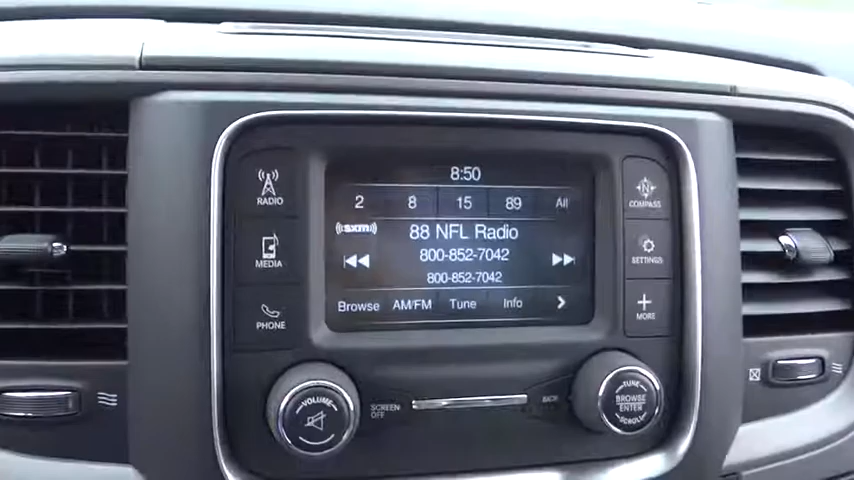 8:50
2 8 15 89 All
sxm
88 NFL Radio
800-852-7042
800-852-7042
Browse AM/FM Tune Info
RADIO
MEDIA
PHONE
N
COMPASS
SETTINGS
MORE
VOLUME
SCREEN OFF
BACK
TUNE
BROWSE
ENTER
SCROLL